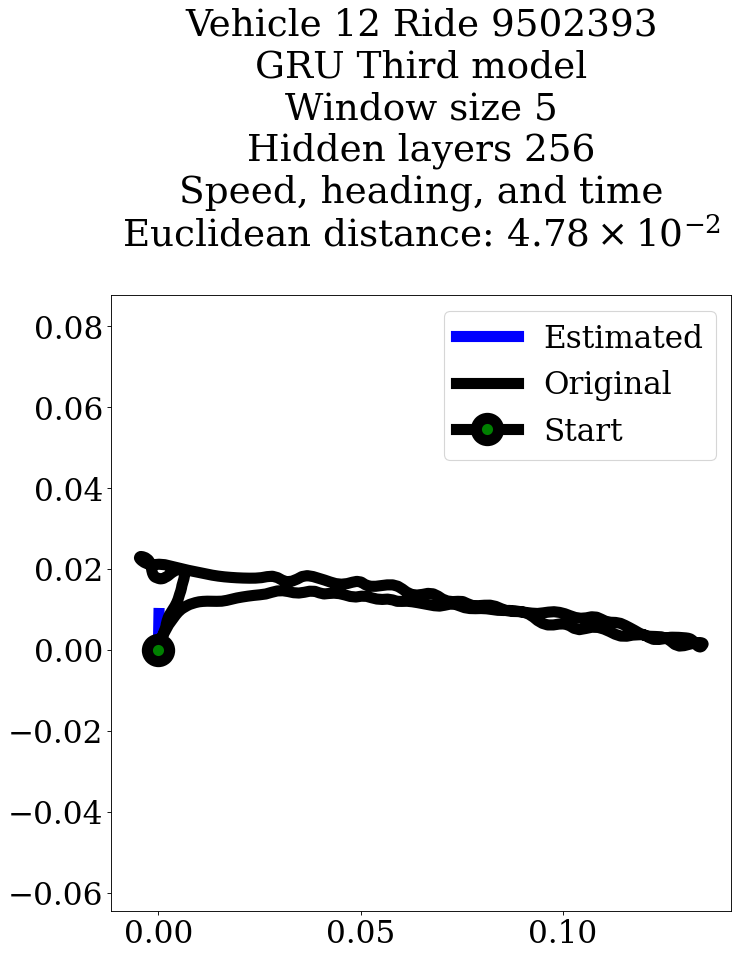 Vehicle 12 Ride 9502393
GRU Third model
Window size 5
Hidden layers 256
Speed, heading, and time
Euclidean distance: 4.78 × 10⁻²
Estimated
Original
Start
0.08
0.06
0.04
0.02
0.00
−0.02
−0.04
−0.06
0.00 0.05 0.10